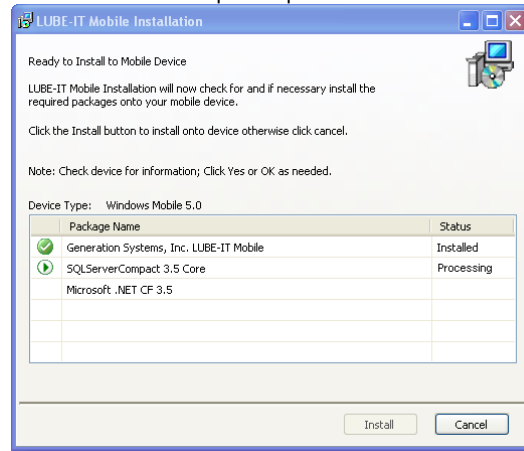 LUBE-IT Mobile Installation
Ready to Install to Mobile Device
LUBE-IT Mobile Installation will now check for and if necessary install the
required packages onto your mobile device.
Click the Install button to install onto device otherwise click cancel.
Note: Check device for information; Click Yes or OK as needed.
Device Type: Windows Mobile 5.0
Package Name Status
Generation Systems, Inc. LUBE-IT Mobile Installed
SQLServerCompact 3.5 Core Processing
Microsoft .NET CF 3.5
Install Cancel